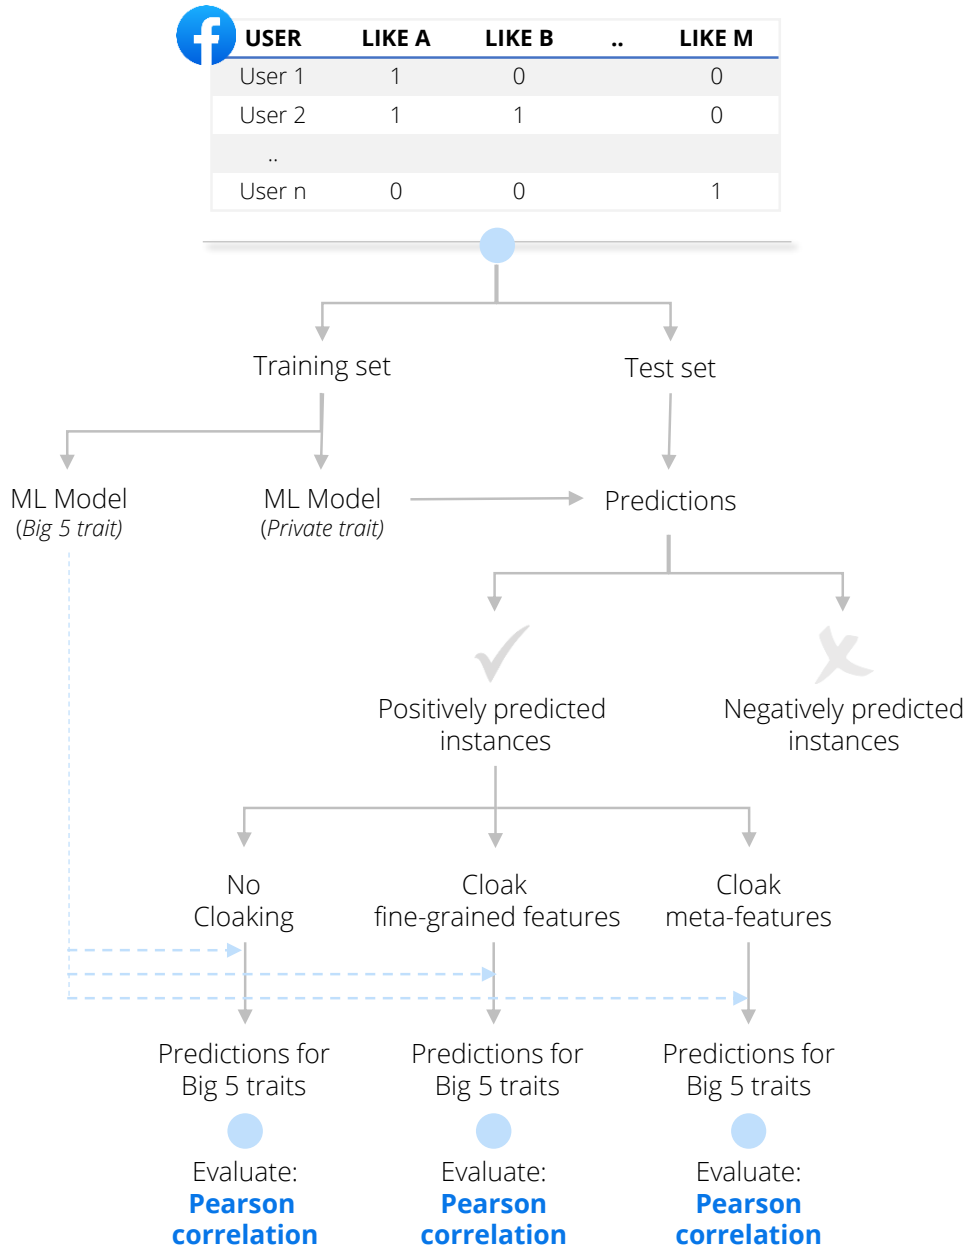 USER LIKE A LIKE B .. LIKE M
User 1 1 0 0
User 2 1 1 0
..
User n 0 0 1
Training set Test set
ML Model ML Model Predictions
(Big 5 trait) (Private trait)
Positively predicted Negatively predicted
instances instances
No Cloak Cloak
Cloaking fine-grained features meta-features
Predictions for Predictions for Predictions for
Big 5 traits Big 5 traits Big 5 traits
Evaluate: Evaluate: Evaluate:
Pearson Pearson Pearson
correlation correlation correlation